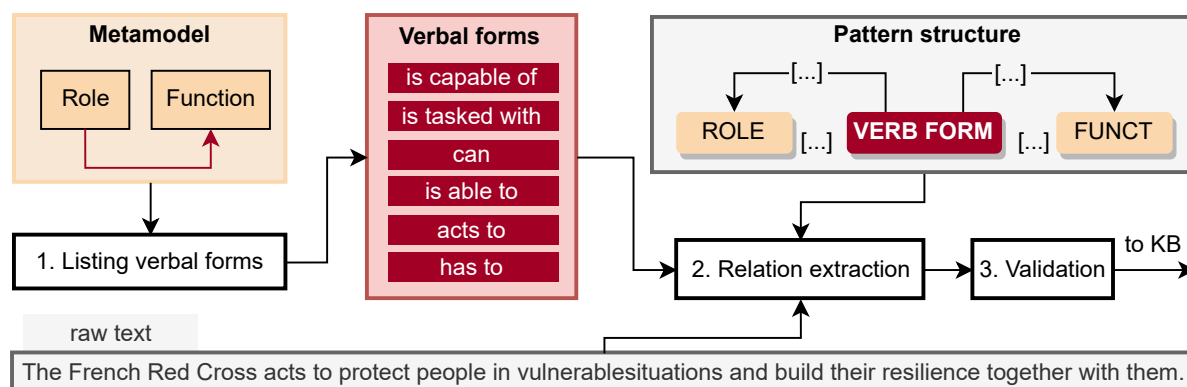 Metamodel
Role
Function
Verbal forms
is capable of
is tasked with
can
is able to
acts to
has to
Pattern structure
[...]
[...]
ROLE
[...]
VERB FORM
[...]
FUNCT
1. Listing verbal forms
2. Relation extraction
3. Validation
to KB
raw text
The French Red Cross acts to protect people in vulnerablesituations and build their resilience together with them.